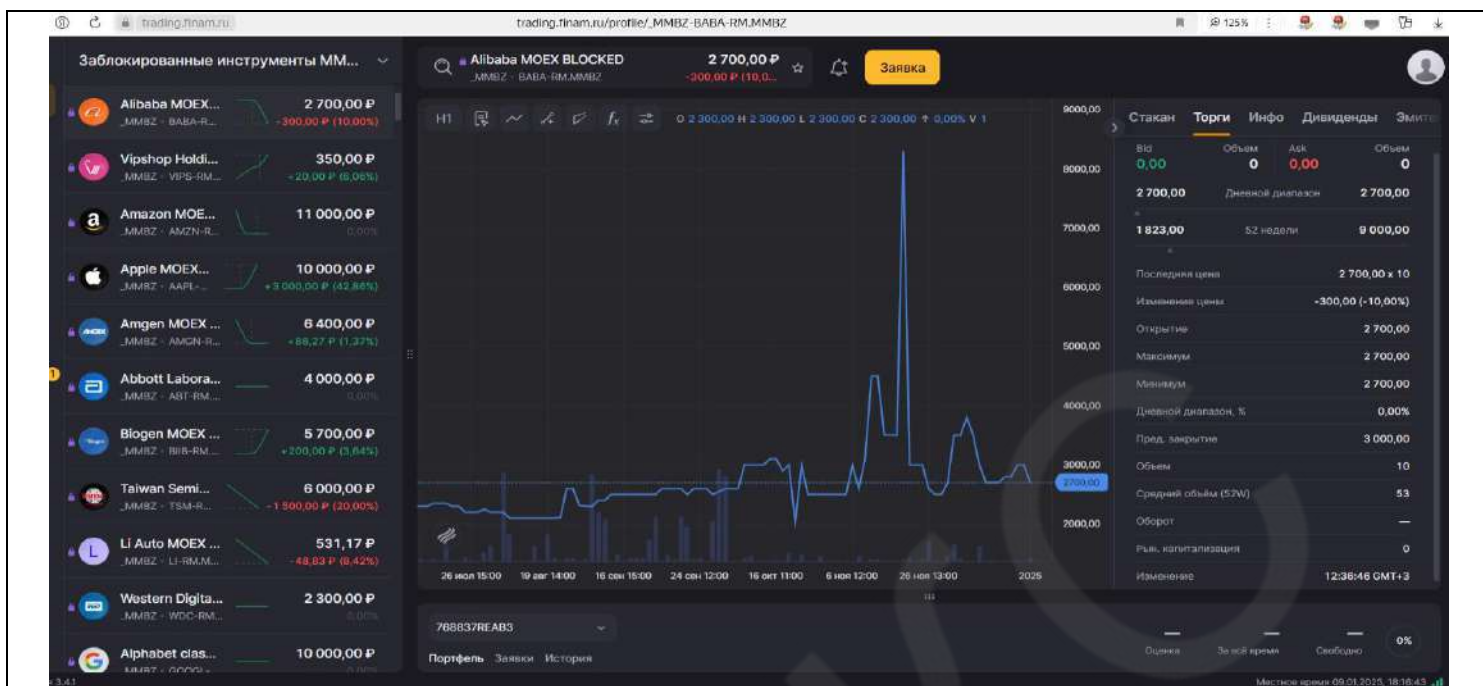 trading.finam.ru
trading.finam.ru/profile/_MMBZ-BABA-RM.MMBZ
125%
Заблокированные инструменты ММ...
Alibaba MOEX BLOCKED
2 700,00 ₽
_MMBZ · BABA-RM.MMBZ
-300,00 ₽ (10,0...
Заявка
Alibaba MOEX...
2 700,00 ₽
_MMBZ · BABA-R...
-300,00 ₽ (10,00%)
Vipshop Holdi...
350,00 ₽
_MMBZ · VIPS-RM...
+20,00 ₽ (6,06%)
Amazon MOE...
11 000,00 ₽
_MMBZ · AMZN-R...
0,00%
Apple MOEX...
10 000,00 ₽
_MMBZ · AAPL-...
+3 000,00 ₽ (42,86%)
Amgen MOEX ...
6 400,00 ₽
_MMBZ · AMGN-R...
+86,27 ₽ (1,37%)
Abbott Labora...
4 000,00 ₽
_MMBZ · ABT-RM...
0,00%
Biogen MOEX ...
5 700,00 ₽
_MMBZ · BIIB-RM...
+200,00 ₽ (3,64%)
Taiwan Semi...
6 000,00 ₽
_MMBZ · TSM-R...
-1 500,00 ₽ (20,00%)
Li Auto MOEX ...
531,17 ₽
_MMBZ · LI-RM.M...
-48,83 ₽ (8,42%)
Western Digita...
2 300,00 ₽
_MMBZ · WDC-RM...
0,00%
Alphabet clas...
10 000,00 ₽
_MMBZ · GOOGL-...
H1
O 2 300,00 H 2 300,00 L 2 300,00 C 2 300,00 ↑ 0,00% V 1
9000,00
8000,00
7000,00
6000,00
5000,00
4000,00
3000,00
2700,00
2000,00
26 июл 15:00 19 авг 14:00 16 сен 15:00 24 сен 12:00 16 окт 11:00 6 ноя 12:00 26 ноя 13:00 2025
768837REAB3
Портфель Заявки История
Стакан Торги Инфо Дивиденды Эмите
Bid Объем Ask Объем
0,00 0 0,00 0
2 700,00 Дневной диапазон 2 700,00
1 823,00 52 недели 9 000,00
Последняя цена 2 700,00 x 10
Изменение цены -300,00 (-10,00%)
Открытие 2 700,00
Максимум 2 700,00
Минимум 2 700,00
Дневной диапазон, % 0,00%
Пред. закрытие 3 000,00
Объем 10
Средний объём (52W) 53
Оборот —
Рын. капитализация 0
Изменение 12:36:46 GMT+3
— — — 0%
Оценка За всё время Свободно
3.4.1
Местное время 09.01.2025, 18:16:43